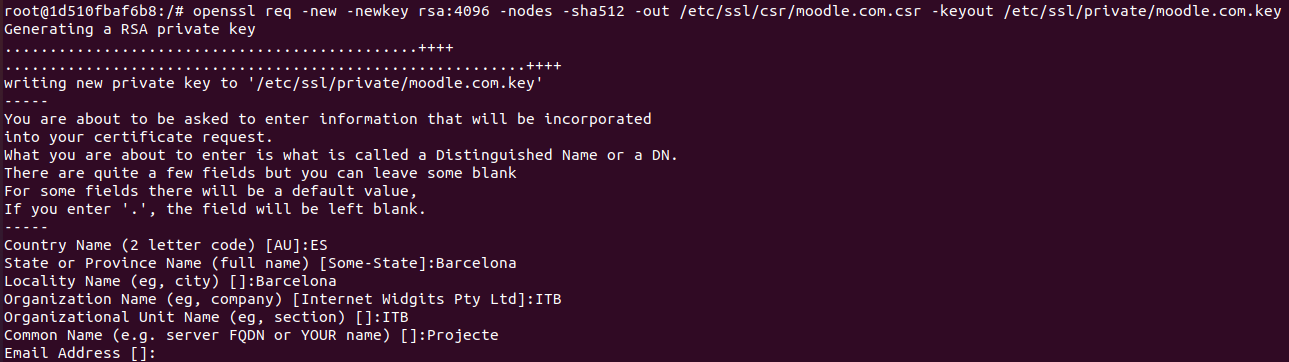 root@1d510fbaf6b8:/# openssl req -new -newkey rsa:4096 -nodes -sha512 -out /etc/ssl/csr/moodle.com.csr -keyout /etc/ssl/private/moodle.com.key
Generating a RSA private key
..............................................++++
..........................................................++++
writing new private key to '/etc/ssl/private/moodle.com.key'
-----
You are about to be asked to enter information that will be incorporated
into your certificate request.
What you are about to enter is what is called a Distinguished Name or a DN.
There are quite a few fields but you can leave some blank
For some fields there will be a default value,
If you enter '.', the field will be left blank.
-----
Country Name (2 letter code) [AU]:ES
State or Province Name (full name) [Some-State]:Barcelona
Locality Name (eg, city) []:Barcelona
Organization Name (eg, company) [Internet Widgits Pty Ltd]:ITB
Organizational Unit Name (eg, section) []:ITB
Common Name (e.g. server FQDN or YOUR name) []:Projecte
Email Address []: